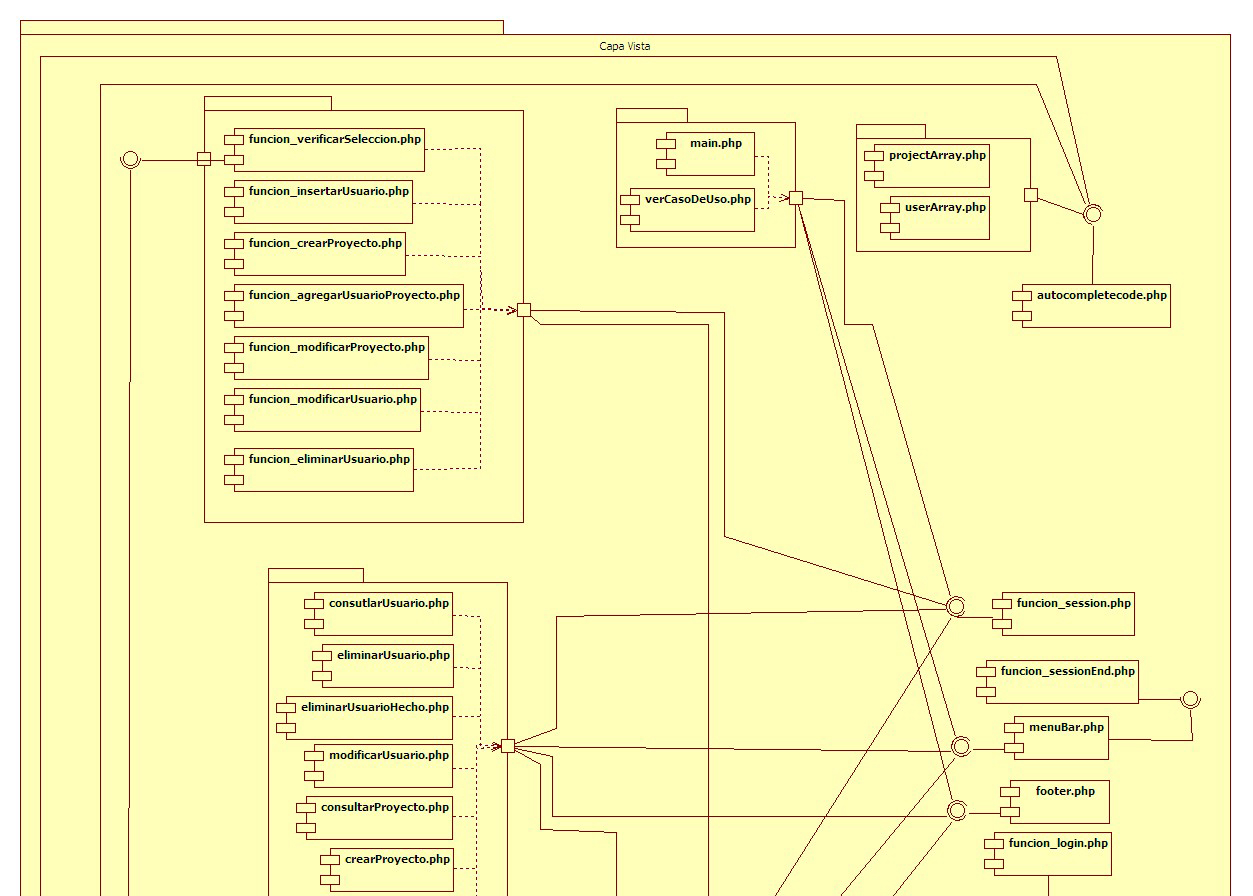 Capa Vista
funcion_verificarSeleccion.php
funcion_insertarUsuario.php
funcion_crearProyecto.php
funcion_agregarUsuarioProyecto.php
funcion_modificarProyecto.php
funcion_modificarUsuario.php
funcion_eliminarUsuario.php
main.php
verCasoDeUso.php
projectArray.php
userArray.php
autocompletecode.php
consutlarUsuario.php
eliminarUsuario.php
eliminarUsuarioHecho.php
modificarUsuario.php
consultarProyecto.php
crearProyecto.php
funcion_session.php
funcion_sessionEnd.php
menuBar.php
footer.php
funcion_login.php